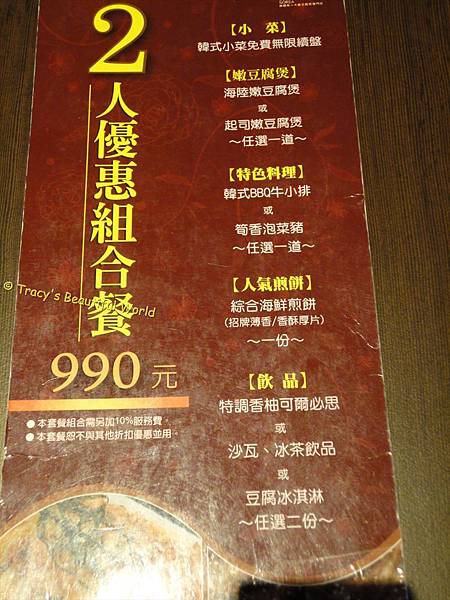 2人優惠組合餐
990元
●本套餐組合需另加10%服務費。
●本套餐恕不與其他折扣優惠並用。
【小 菜】
韓式小菜免費無限續盤
【嫩豆腐煲】
海陸嫩豆腐煲
或
起司嫩豆腐煲
～任選一道～
【特色料理】
韓式BBQ牛小排
或
筍香泡菜豬
～任選一道～
【人氣煎餅】
綜合海鮮煎餅
(招牌薄香/香酥厚片)
～一份～
【飲 品】
特調香柚可爾必思
或
沙瓦、冰茶飲品
或
豆腐冰淇淋
～任選二份～
© Tracy's Beautiful World